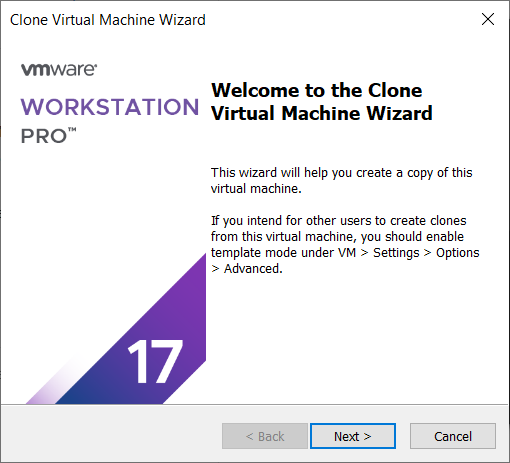 Clone Virtual Machine Wizard
vmware®
WORKSTATION
PRO™
Welcome to the Clone
Virtual Machine Wizard
This wizard will help you create a copy of this
virtual machine.
If you intend for other users to create clones
from this virtual machine, you should enable
template mode under VM > Settings > Options
> Advanced.
17
< Back
Next >
Cancel